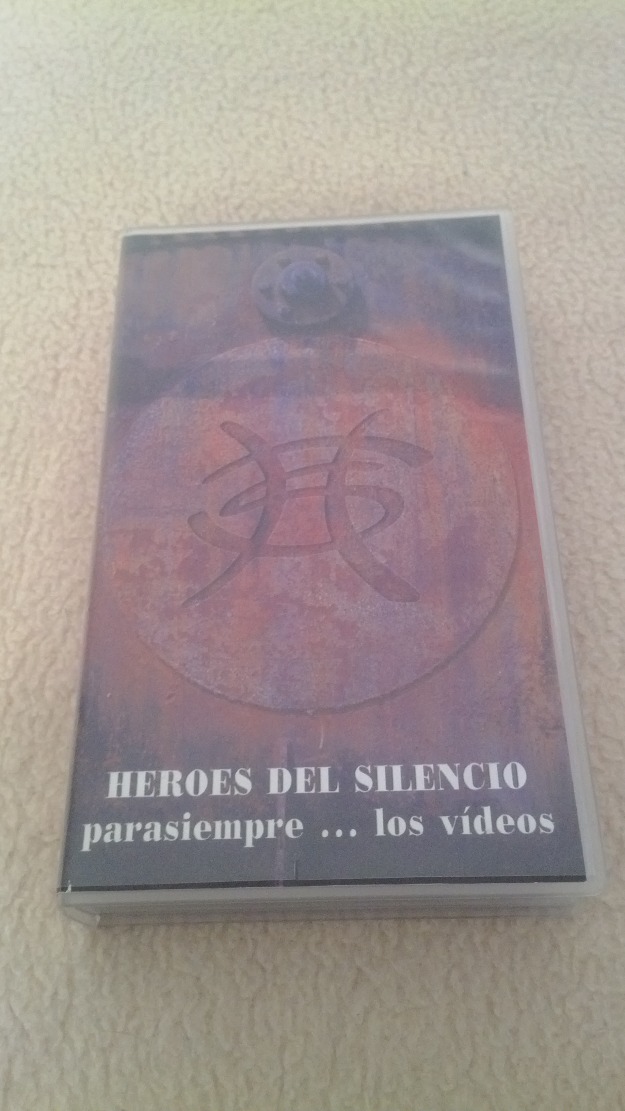 HEROES DEL SILENCIO
parasiempre ... los vídeos